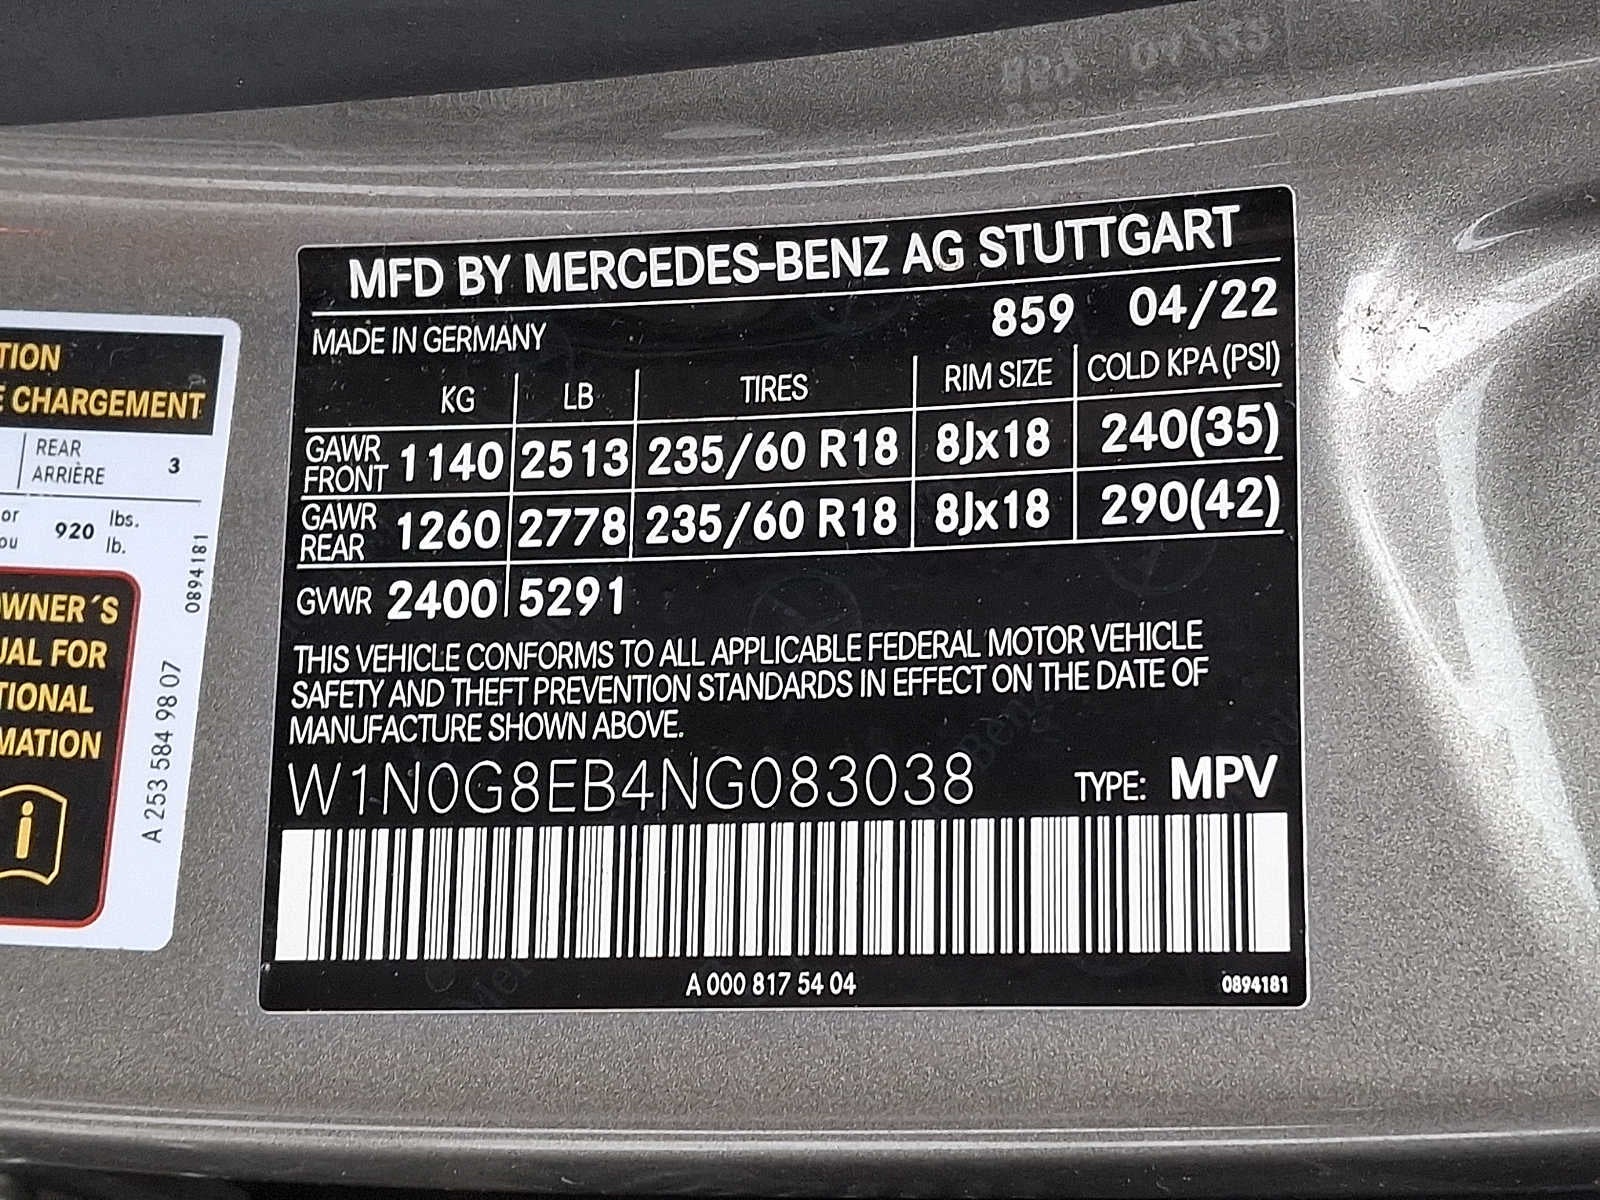 MFD BY MERCEDES-BENZ AG STUTTGART
MADE IN GERMANY 859 04/22
KG LB TIRES RIM SIZE COLD KPA (PSI)
GAWR FRONT 1140 2513 235/60 R18 8Jx18 240(35)
GAWR REAR 1260 2778 235/60 R18 8Jx18 290(42)
GVWR 2400 5291
THIS VEHICLE CONFORMS TO ALL APPLICABLE FEDERAL MOTOR VEHICLE
SAFETY AND THEFT PREVENTION STANDARDS IN EFFECT ON THE DATE OF
MANUFACTURE SHOWN ABOVE.
W1N0G8EB4NG083038 TYPE: MPV
A 000 817 54 04 0894181
TION
E CHARGEMENT
REAR
ARRIÈRE 3
or 920 lbs.
ou lb.
0894181
OWNER´S
UAL FOR
TIONAL
MATION
i
A 253 584 98 07